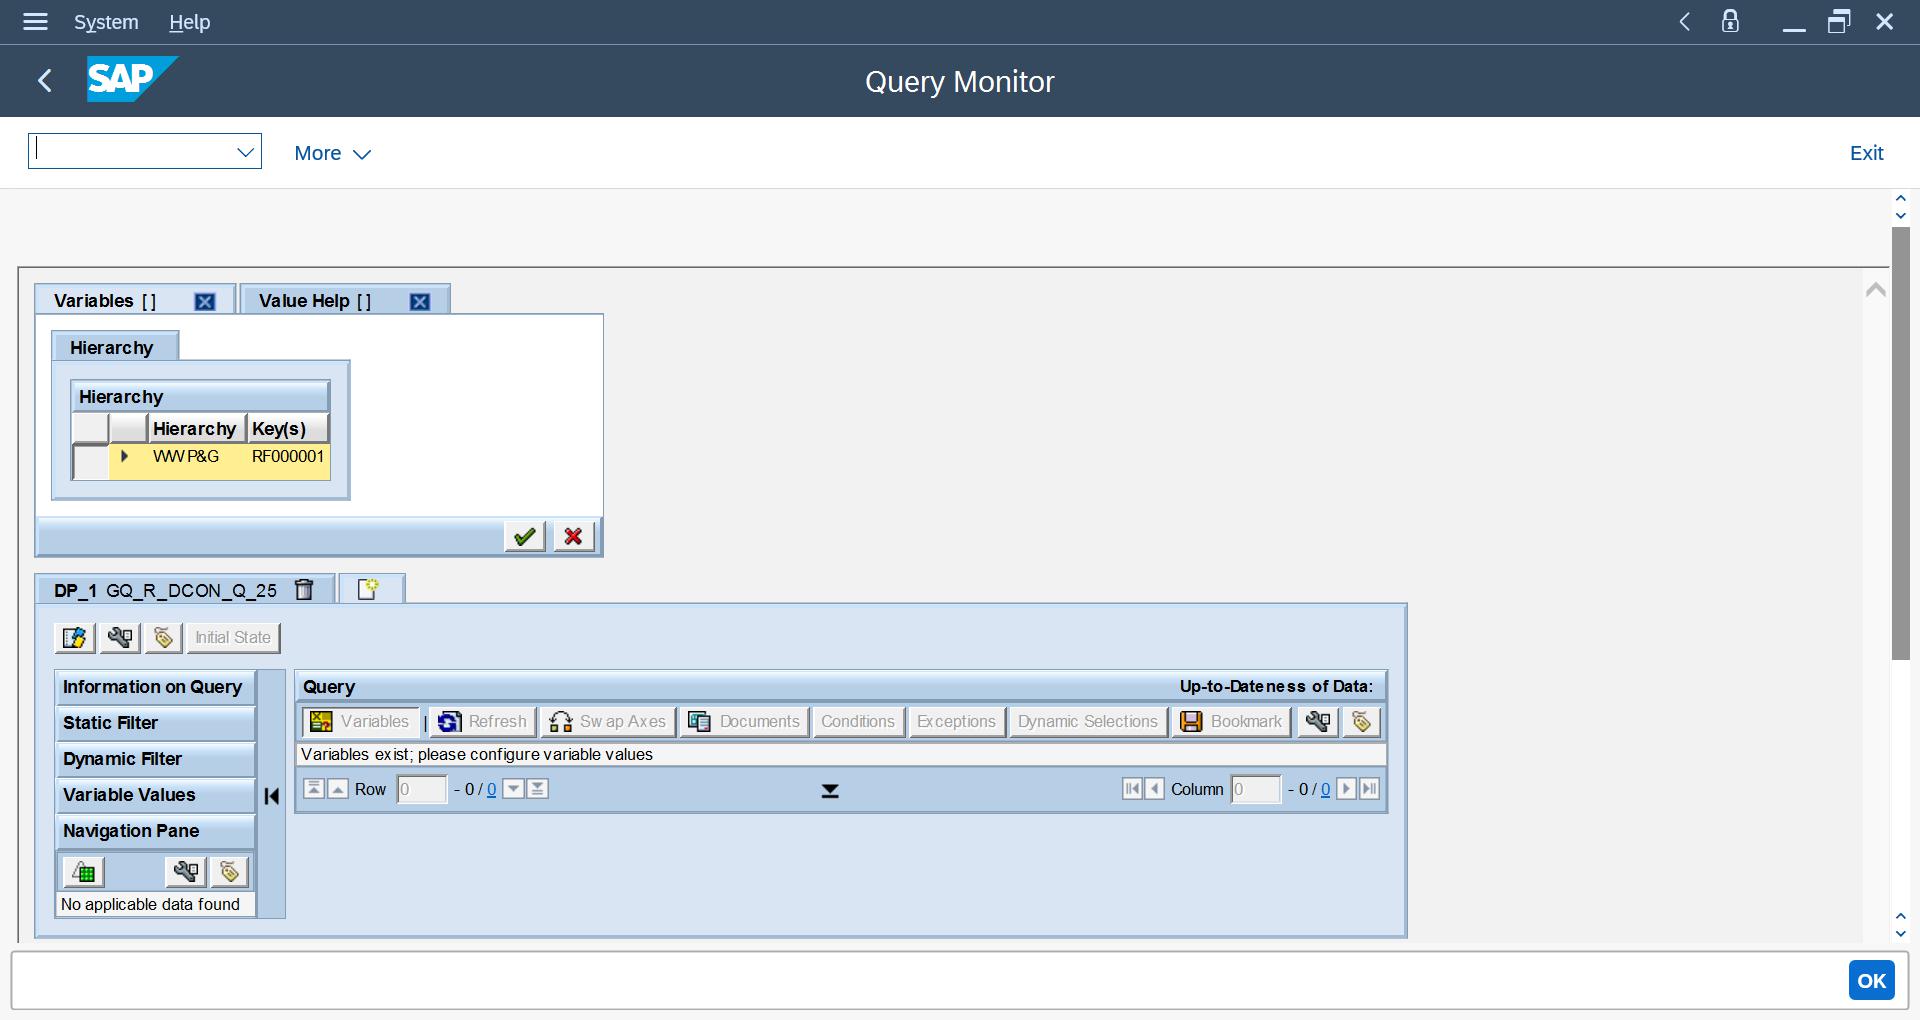 System Help
SAP Query Monitor
More Exit
Variables [ ] Value Help [ ]
Hierarchy
Hierarchy
Hierarchy Key(s)
WW P&G RF000001
DP_1 GQ_R_DCON_Q_25
Initial State
Information on Query
Static Filter
Dynamic Filter
Variable Values
Navigation Pane
No applicable data found
Query Up-to-Dateness of Data:
Variables | Refresh Swap Axes Documents Conditions Exceptions Dynamic Selections Bookmark
Variables exist; please configure variable values
Row 0 - 0 / 0 Column 0 - 0 / 0
OK